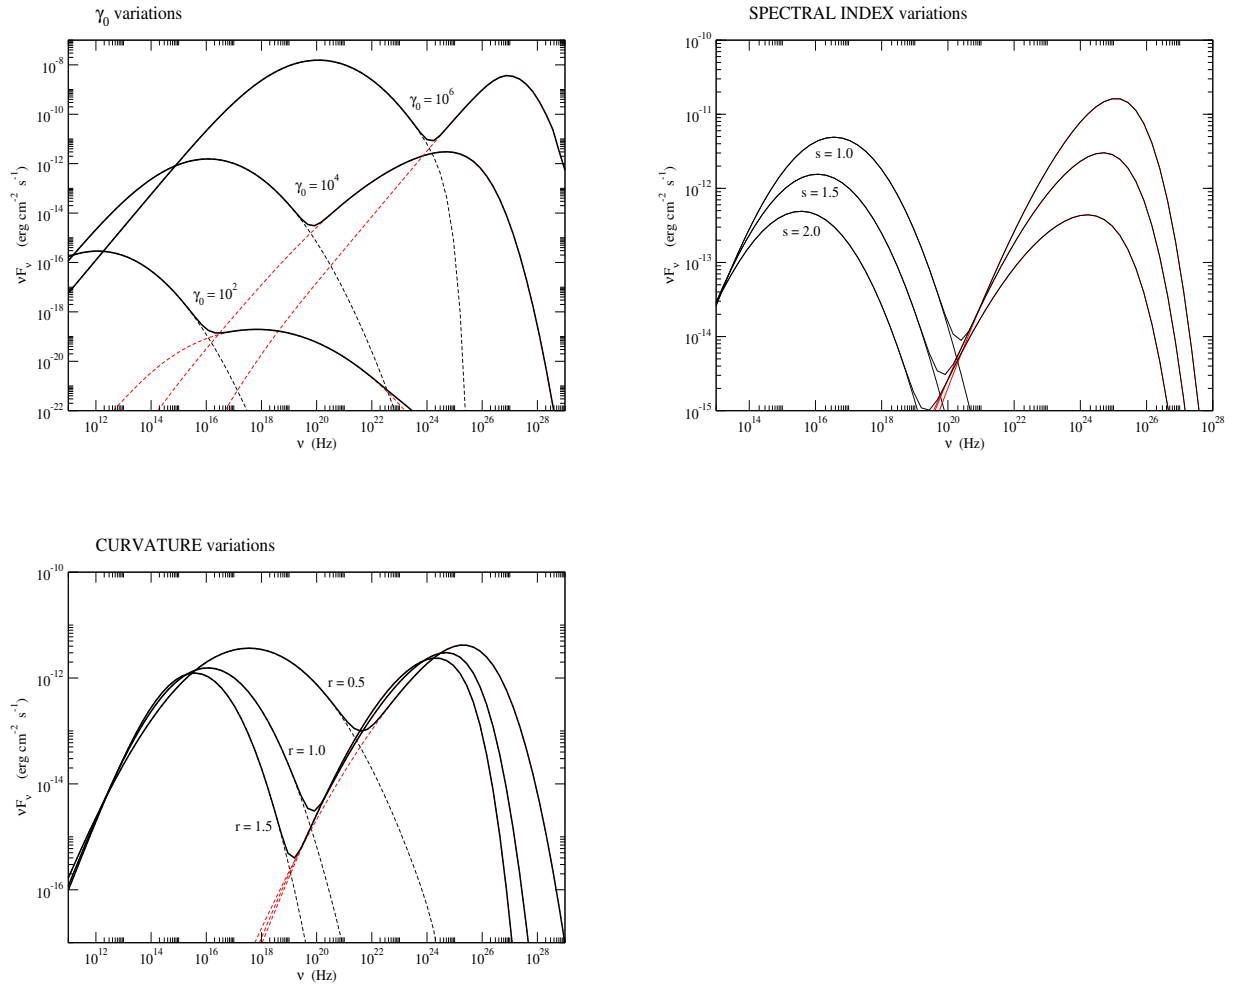 γ₀ variations
10⁻⁸
10⁻¹⁰
10⁻¹²
10⁻¹⁴
10⁻¹⁶
10⁻¹⁸
10⁻²⁰
10⁻²²
νFν (erg cm⁻² s⁻¹)
γ₀ = 10⁶
γ₀ = 10⁴
γ₀ = 10²
10¹² 10¹⁴ 10¹⁶ 10¹⁸ 10²⁰ 10²² 10²⁴ 10²⁶ 10²⁸
ν (Hz)
SPECTRAL INDEX variations
10⁻¹⁰
10⁻¹¹
10⁻¹²
10⁻¹³
10⁻¹⁴
10⁻¹⁵
νFν (erg cm⁻² s⁻¹)
s = 1.0
s = 1.5
s = 2.0
10¹⁴ 10¹⁶ 10¹⁸ 10²⁰ 10²² 10²⁴ 10²⁶ 10²⁸
ν (Hz)
CURVATURE variations
10⁻¹⁰
10⁻¹²
10⁻¹⁴
10⁻¹⁶
νFν (erg cm⁻² s⁻¹)
r = 0.5
r = 1.0
r = 1.5
10¹² 10¹⁴ 10¹⁶ 10¹⁸ 10²⁰ 10²² 10²⁴ 10²⁶ 10²⁸
ν (Hz)